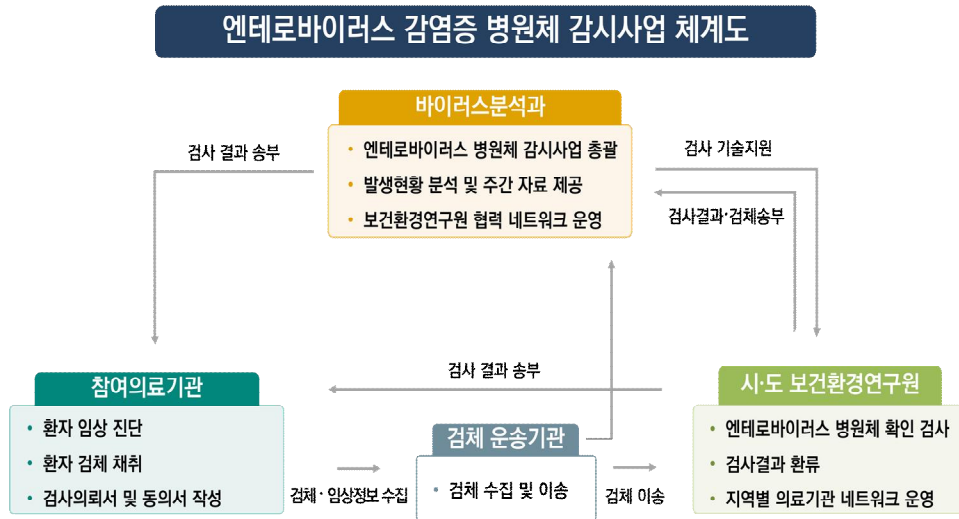 엔테로바이러스 감염증 병원체 감시사업 체계도
바이러스분석과
• 엔테로바이러스 병원체 감시사업 총괄
• 발생현황 분석 및 주간 자료 제공
• 보건환경연구원 협력 네트워크 운영
검사 결과 송부
검사 기술지원
검사결과·검체송부
검사 결과 송부
참여의료기관
• 환자 임상 진단
• 환자 검체 채취
• 검사의뢰서 및 동의서 작성
검체·임상정보 수집
검체 운송기관
• 검체 수집 및 이송
검체 이송
시·도 보건환경연구원
• 엔테로바이러스 병원체 확인 검사
• 검사결과 환류
• 지역별 의료기관 네트워크 운영